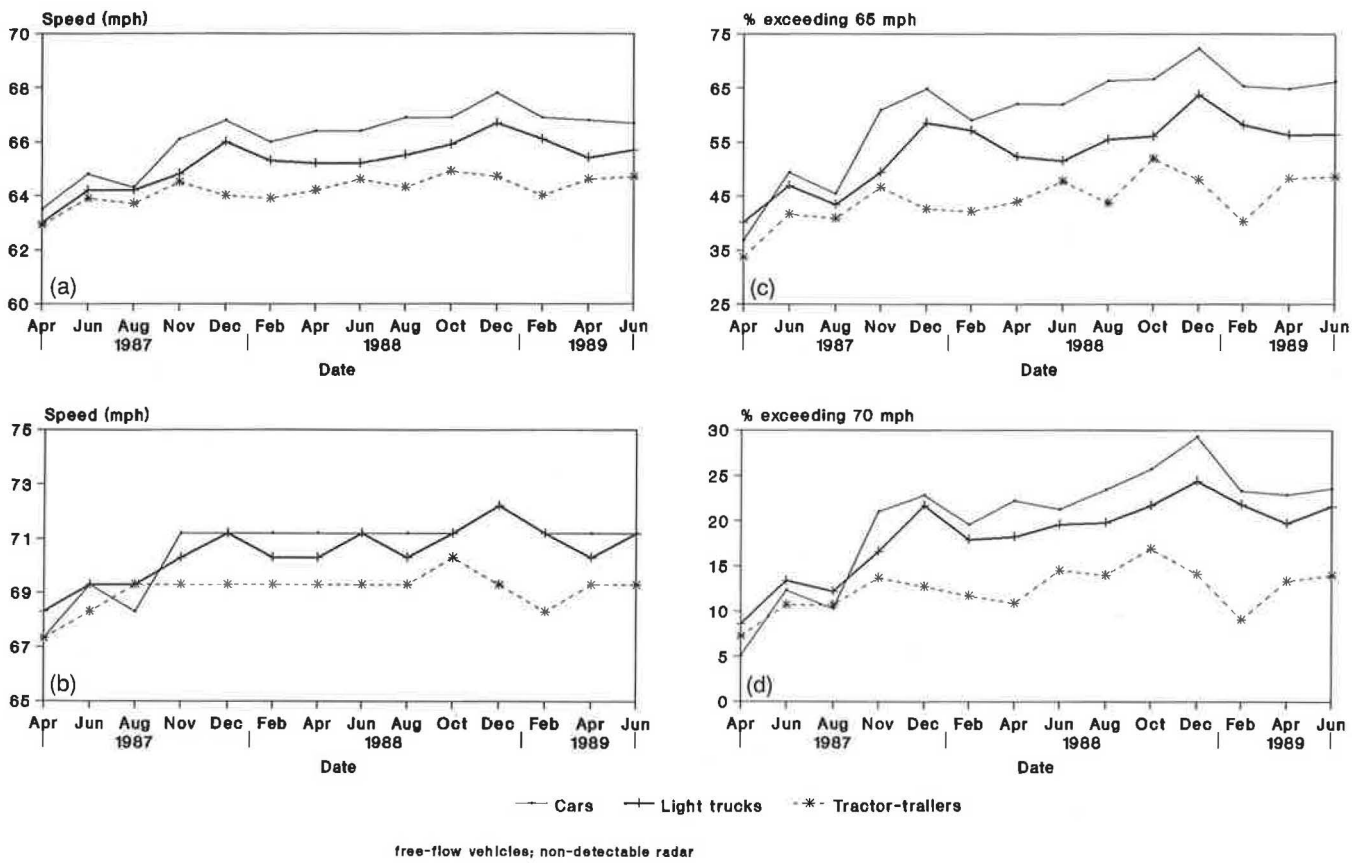 Speed (mph)
70
68
66
64
62
60
(a)
Apr Jun Aug Nov Dec Feb Apr Jun Aug Oct Dec Feb Apr Jun
1987 1988 1989
Date
% exceeding 65 mph
75
65
55
45
35
25
(c)
Apr Jun Aug Nov Dec Feb Apr Jun Aug Oct Dec Feb Apr Jun
1987 1988 1989
Date
Speed (mph)
75
73
71
69
67
65
(b)
Apr Jun Aug Nov Dec Feb Apr Jun Aug Oct Dec Feb Apr Jun
1987 1988 1989
Date
% exceeding 70 mph
30
25
20
15
10
5
0
(d)
Apr Jun Aug Nov Dec Feb Apr Jun Aug Oct Dec Feb Apr Jun
1987 1988 1989
Date
Cars Light trucks Tractor-trailers
free-flow vehicles; non-detectable radar